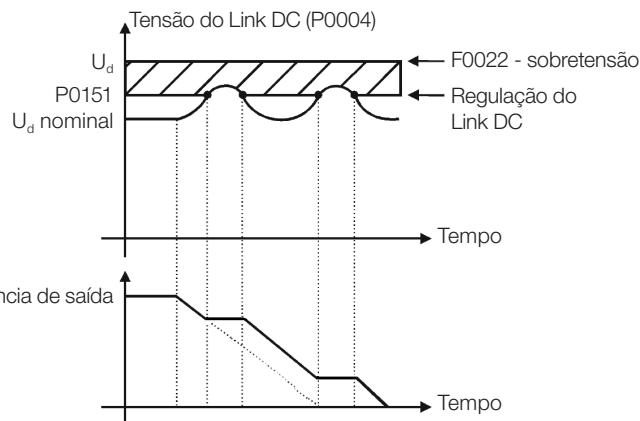 Tensão do Link DC (P0004)
Ud
F0022 - sobretensão
P0151
Regulação do
Link DC
Ud nominal
Tempo
de saída
Tempo